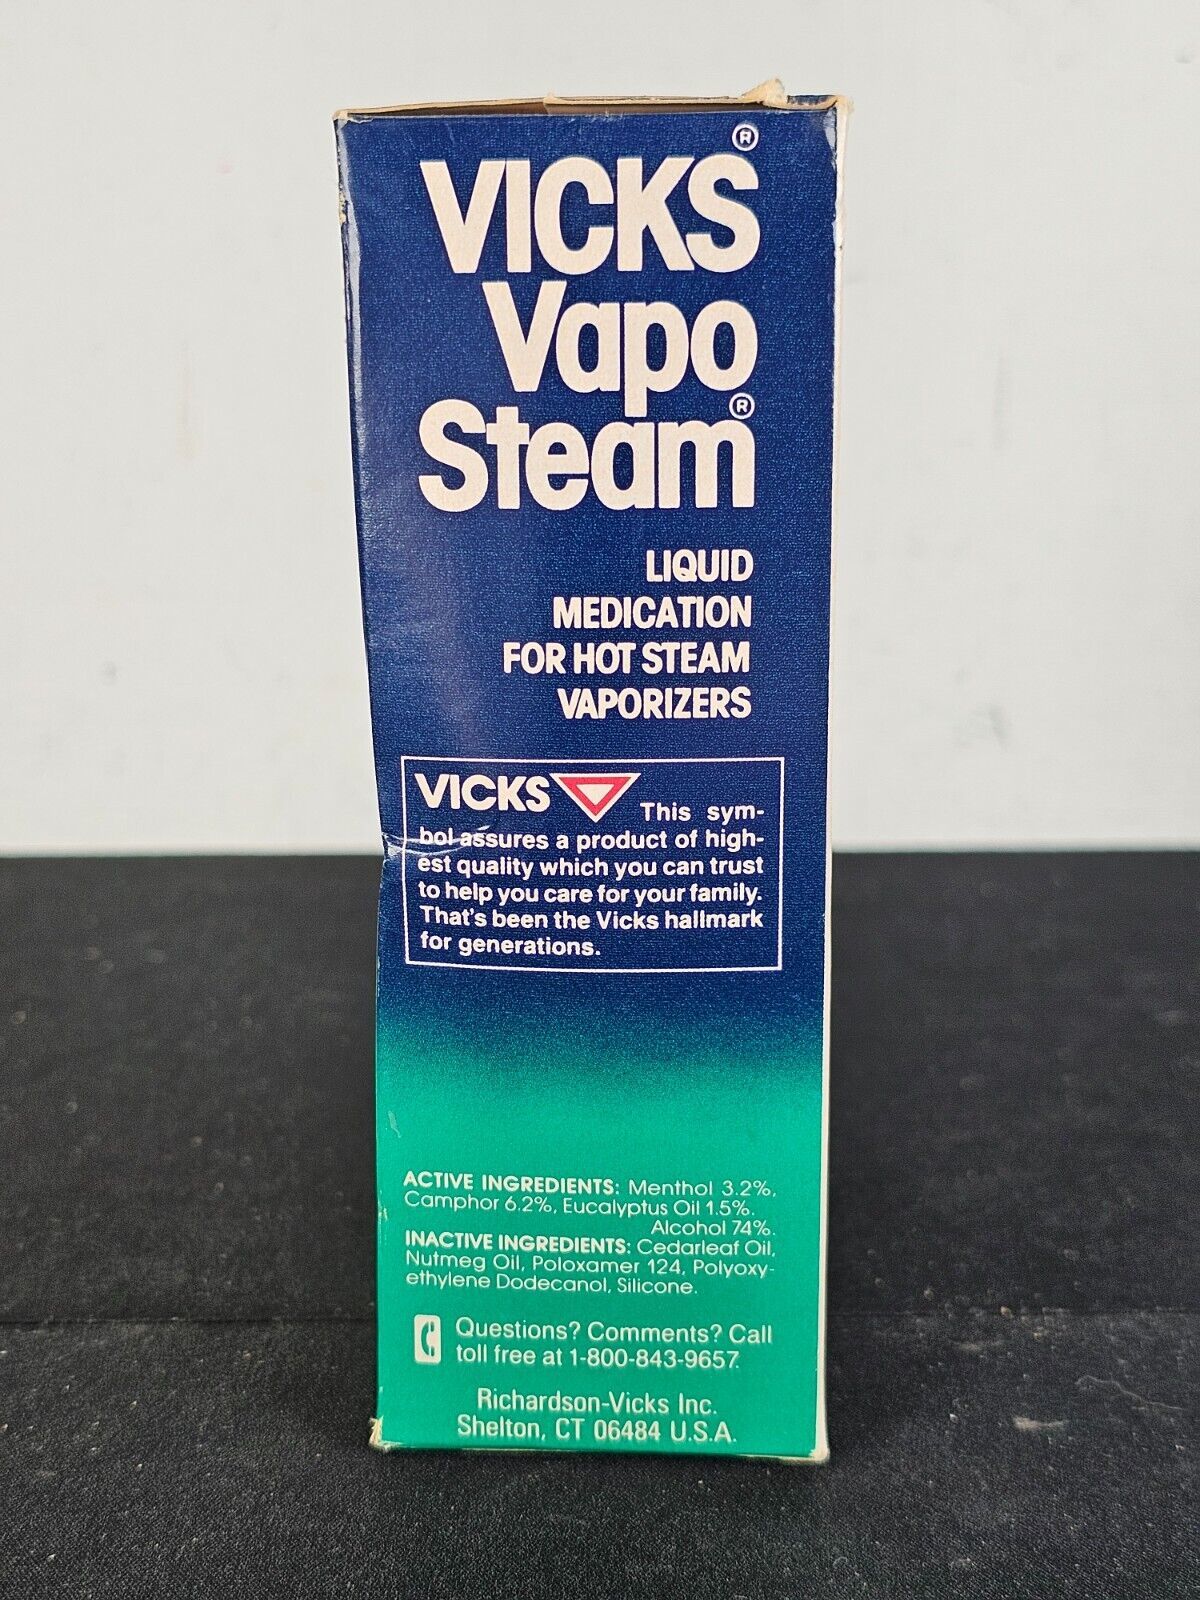 VICKS®
Vapo
Steam®
LIQUID
MEDICATION
FOR HOT STEAM
VAPORIZERS
VICKS This sym-
bol assures a product of high-
est quality which you can trust
to help you care for your family.
That's been the Vicks hallmark
for generations.
ACTIVE INGREDIENTS: Menthol 3.2%,
Camphor 6.2%, Eucalyptus Oil 1.5%.
Alcohol 74%.
INACTIVE INGREDIENTS: Cedarleaf Oil,
Nutmeg Oil, Poloxamer 124, Polyoxy-
ethylene Dodecanol, Silicone.
Questions? Comments? Call
toll free at 1-800-843-9657.
Richardson-Vicks Inc.
Shelton, CT 06484 U.S.A.